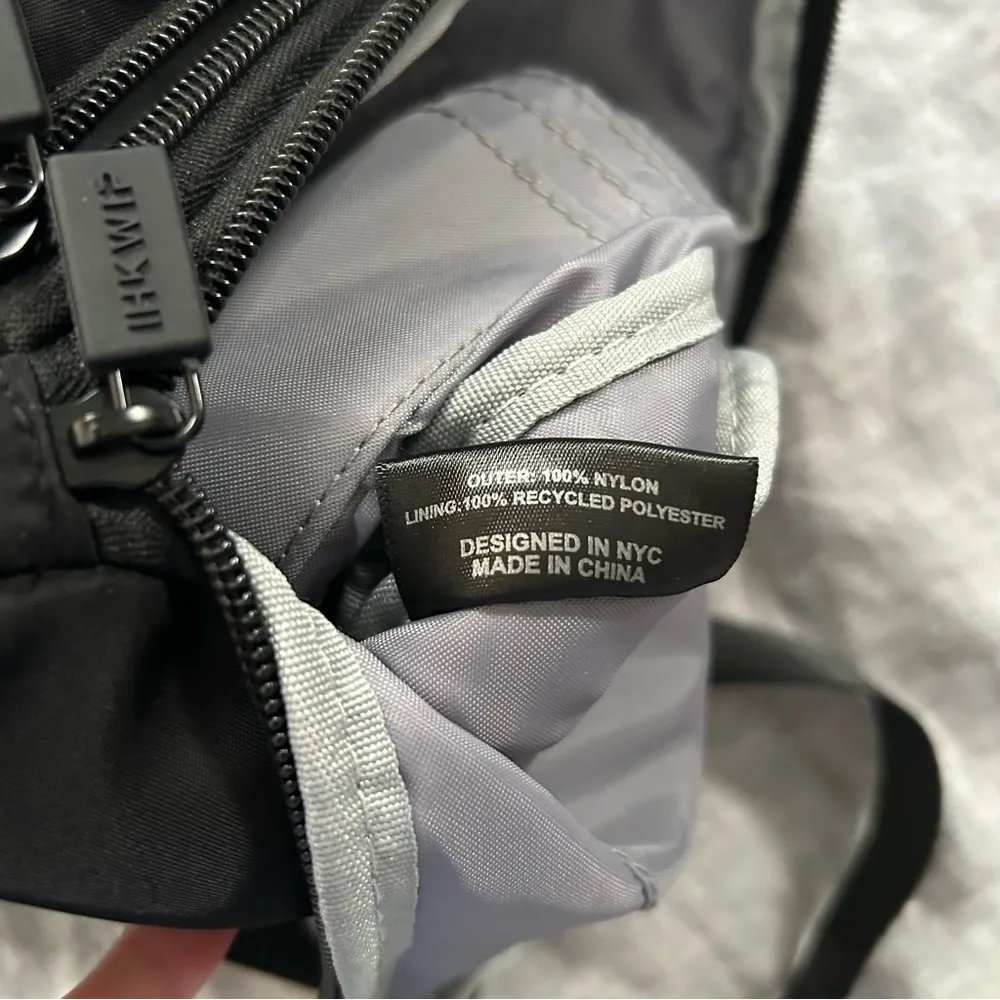 IHKWIP
OUTER: 100% NYLON
LINING:100% RECYCLED POLYESTER
DESIGNED IN NYC
MADE IN CHINA